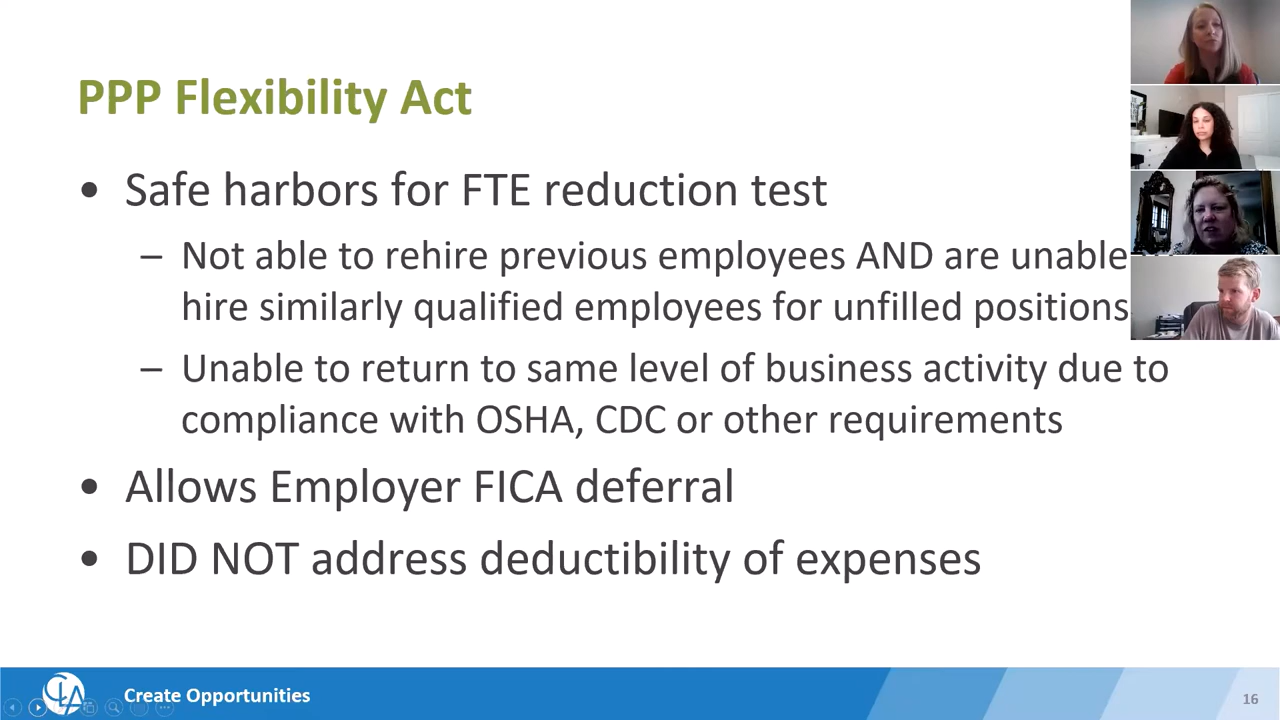 PPP Flexibility Act
• Safe harbors for FTE reduction test
– Not able to rehire previous employees AND are unable
hire similarly qualified employees for unfilled positions
– Unable to return to same level of business activity due to
compliance with OSHA, CDC or other requirements
• Allows Employer FICA deferral
• DID NOT address deductibility of expenses
CLA
Create Opportunities
16